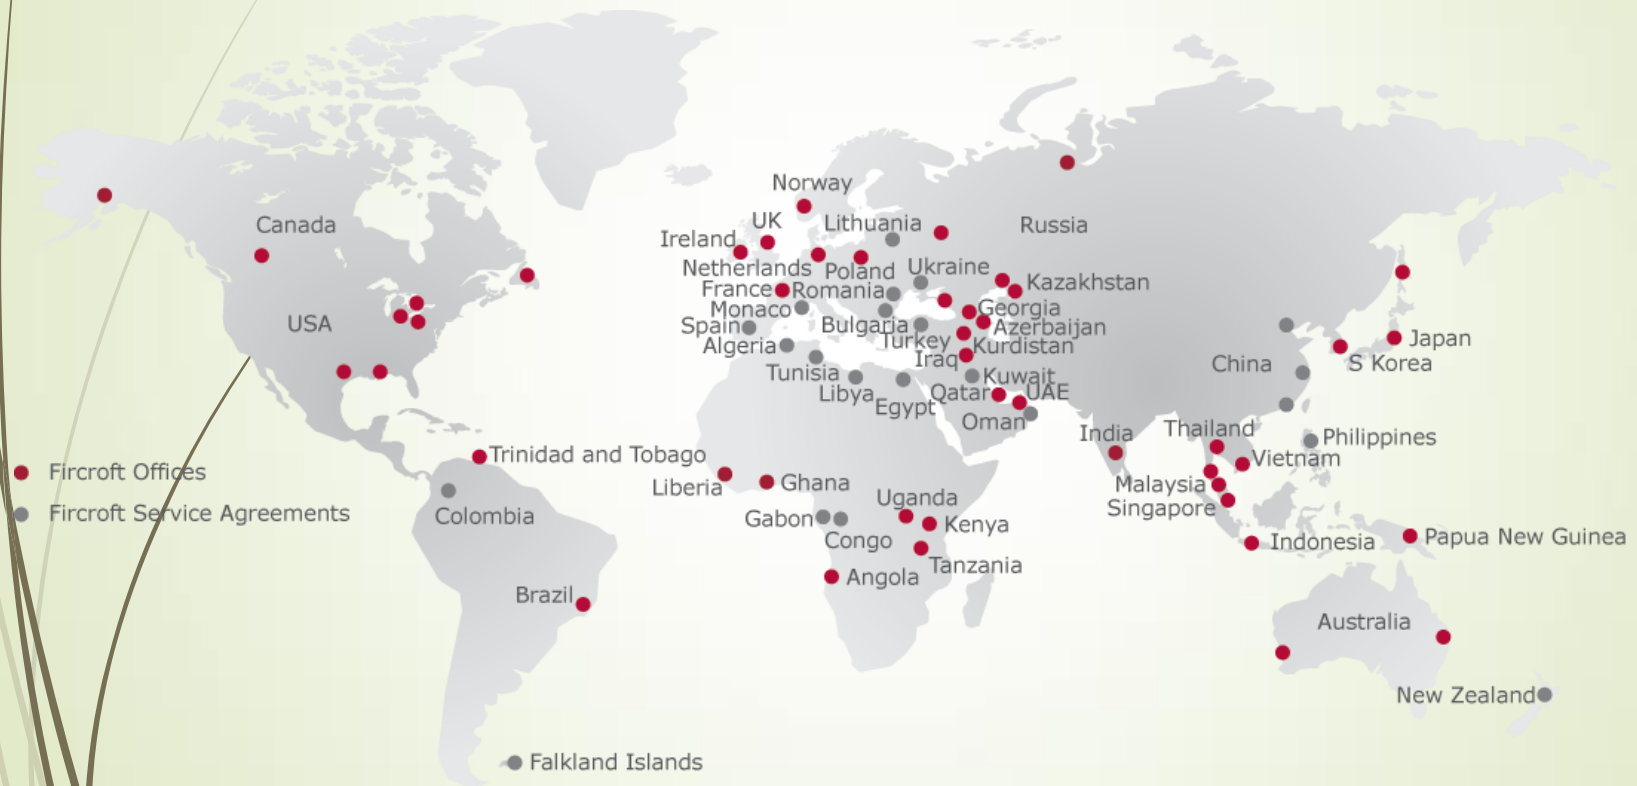 Norway
UK
Lithuania
Canada
Russia
Ireland
Netherlands
Poland
Ukraine
France
Romania
Kazakhstan
Monaco
Georgia
USA
Spain
Bulgaria
Azerbaijan
Turkey
Japan
Algeria
Kurdistan
Iraq
China
S Korea
Tunisia
Kuwait
Libya
Qatar
UAE
Egypt
Oman
India
Thailand
Philippines
Trinidad and Tobago
Vietnam
Fircroft Offices
Liberia
Ghana
Malaysia
Uganda
Singapore
Fircroft Service Agreements
Colombia
Gabon
Kenya
Congo
Indonesia
Papua New Guinea
Tanzania
Angola
Brazil
Australia
New Zealand
Falkland Islands